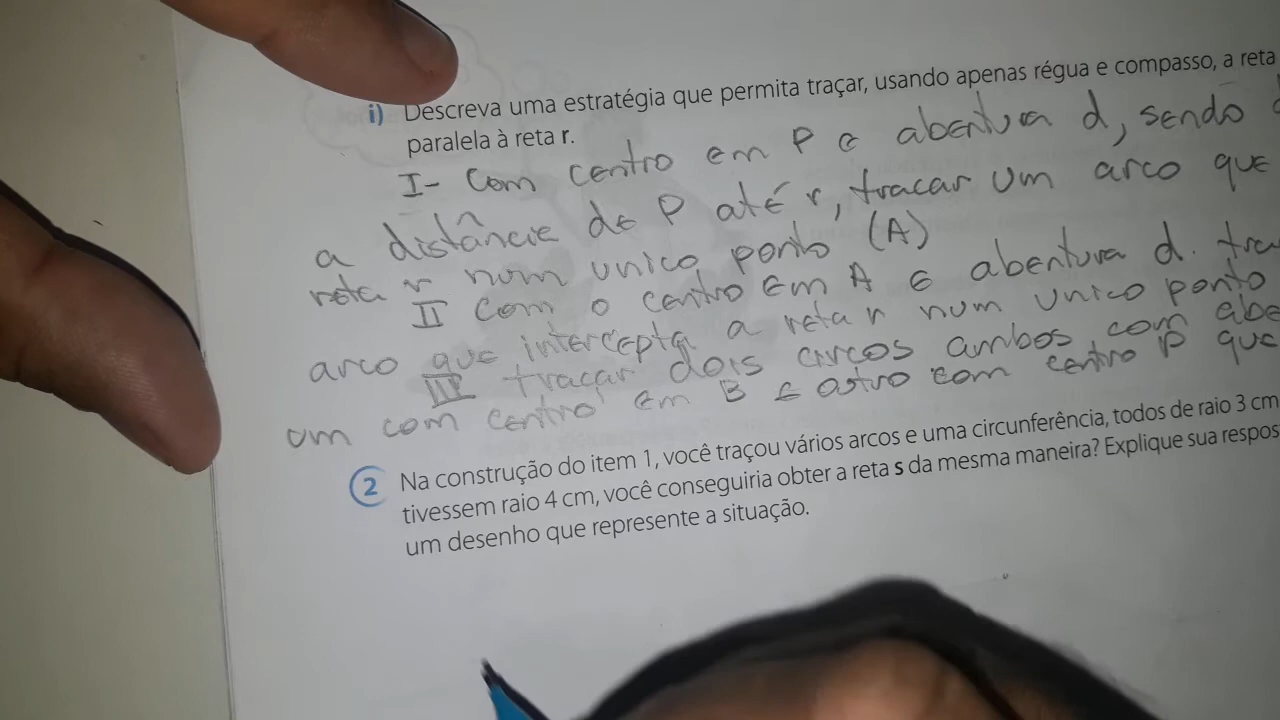 i) Descreva uma estratégia que permita traçar, usando apenas régua e compasso, a reta
paralela à reta r.
I- Com centro em P e abertura d, sendo
a distância de P até r, tracar um arco que
reta r num unico ponto (A)
II Com o centro em A e abertura d. tra
arco que intercepta a reta r num unico ponto
III tracar dois arcos ambos com abe
um com centro em B e outro com centro P que
2 Na construção do item 1, você traçou vários arcos e uma circunferência, todos de raio 3 cm
tivessem raio 4 cm, você conseguiria obter a reta s da mesma maneira? Explique sua respos
um desenho que represente a situação.